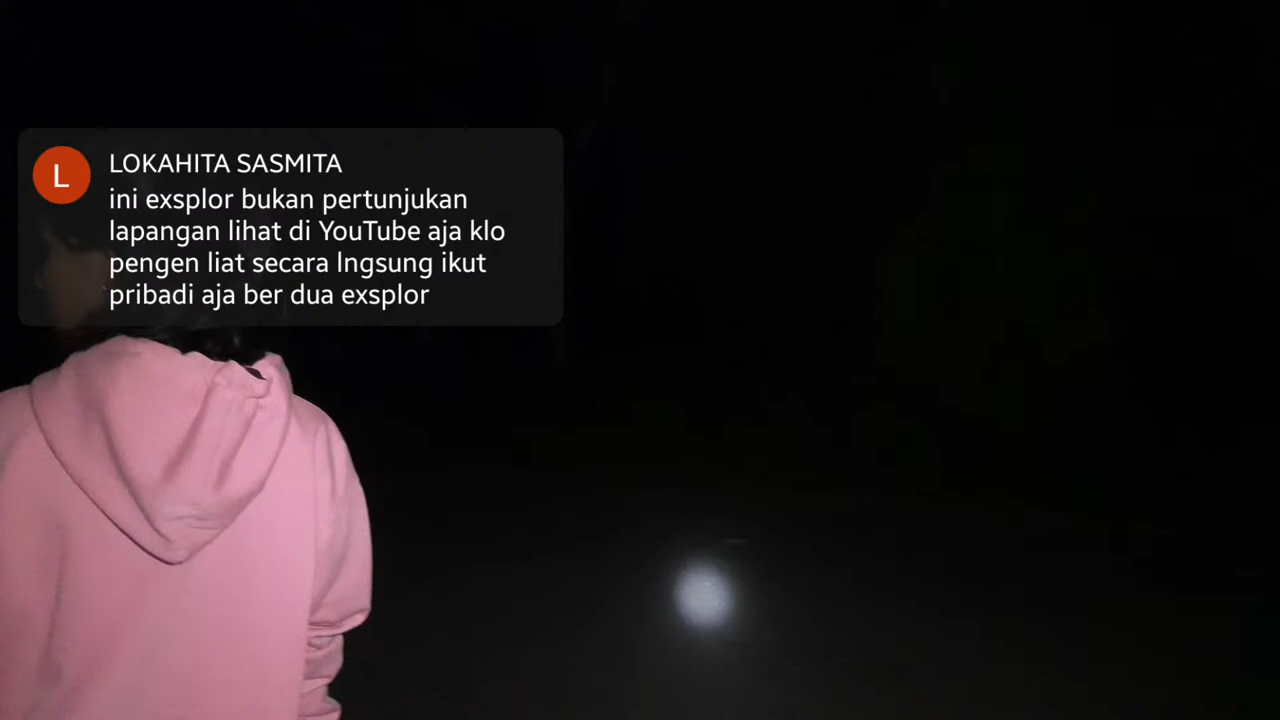 L
LOKAHITA SASMITA
ini exsplor bukan pertunjukan
lapangan lihat di YouTube aja klo
pengen liat secara lngsung ikut
pribadi aja ber dua exsplor